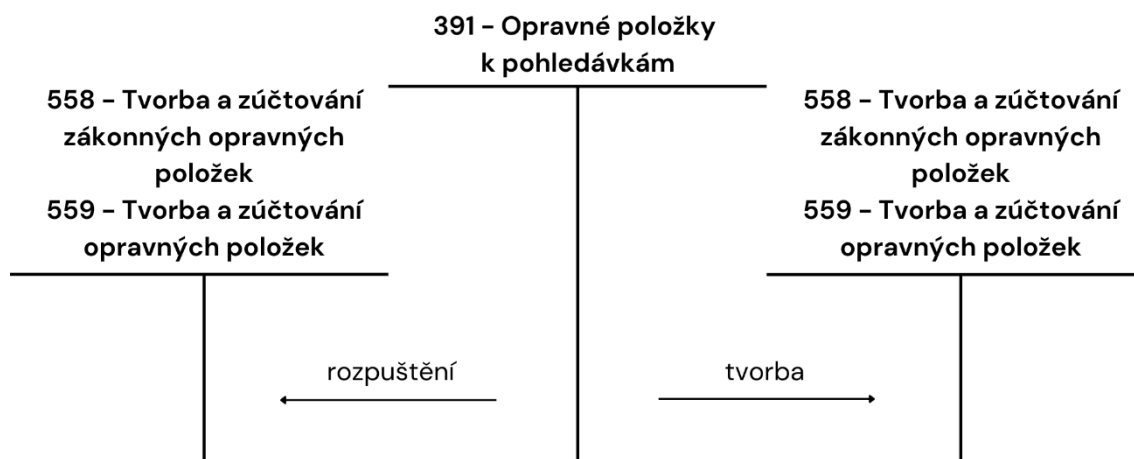 391 – Opravné položky
k pohledávkám
558 – Tvorba a zúčtování
zákonných opravných
položek
559 – Tvorba a zúčtování
opravných položek
558 – Tvorba a zúčtování
zákonných opravných
položek
559 – Tvorba a zúčtování
opravných položek
rozpuštění
tvorba